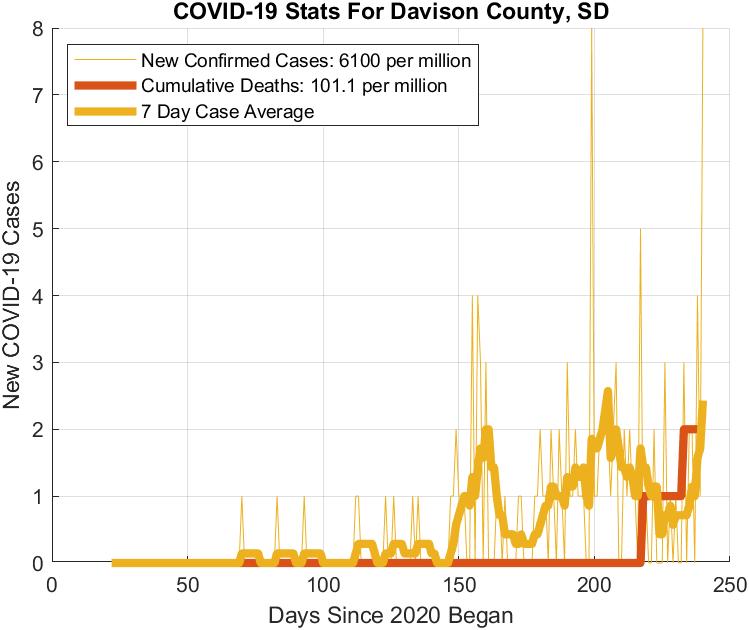 COVID-19 Stats For Davison County, SD
New Confirmed Cases: 6100 per million
Cumulative Deaths: 101.1 per million
7 Day Case Average
New COVID-19 Cases
8
7
6
5
4
3
2
1
0
0 50 100 150 200 250
Days Since 2020 Began